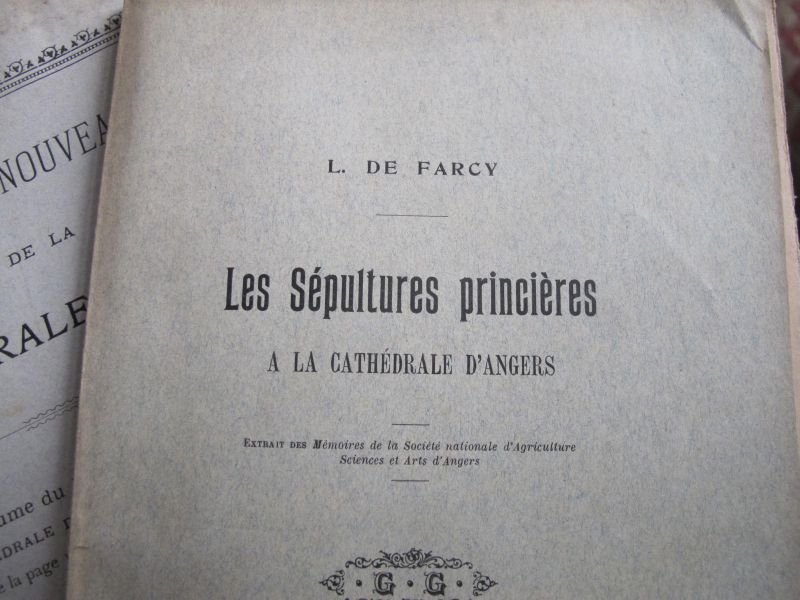 L. DE FARCY
Les Sépultures princières
A LA CATHÉDRALE D'ANGERS
EXTRAIT DES Mémoires de la Société nationale d'Agriculture
Sciences et Arts d'Angers
· G · G ·
NOUVEA
DE LA
RALE
ume du
ÉDRALE D
e la page